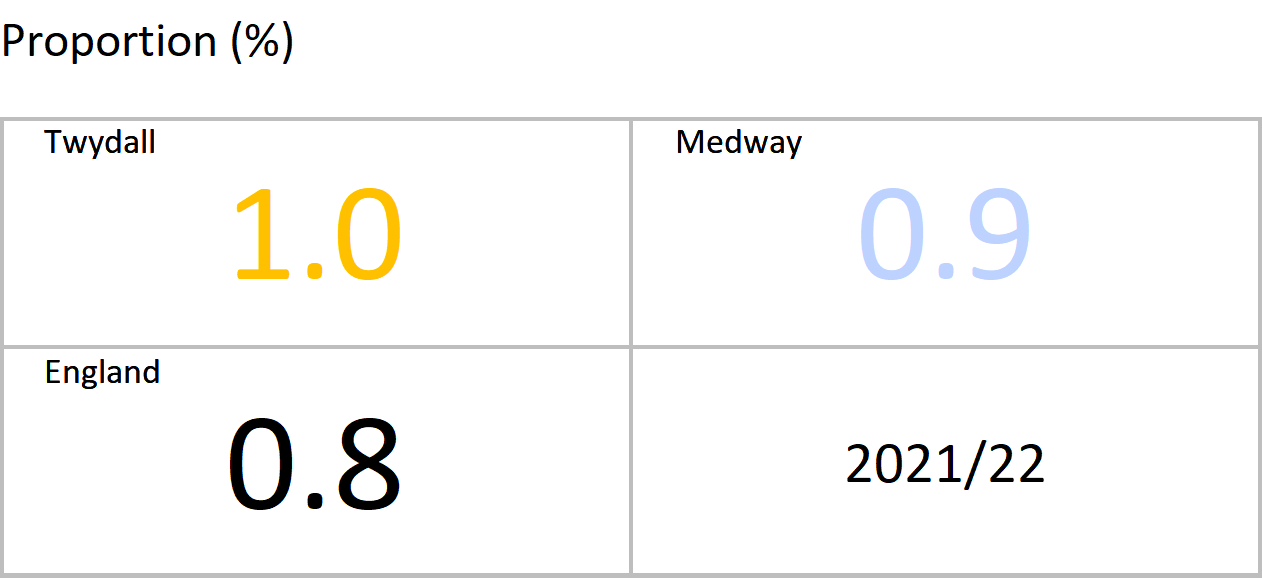 Proportion (%)
Twydall
1.0
Medway
0.9
England
0.8
2021/22